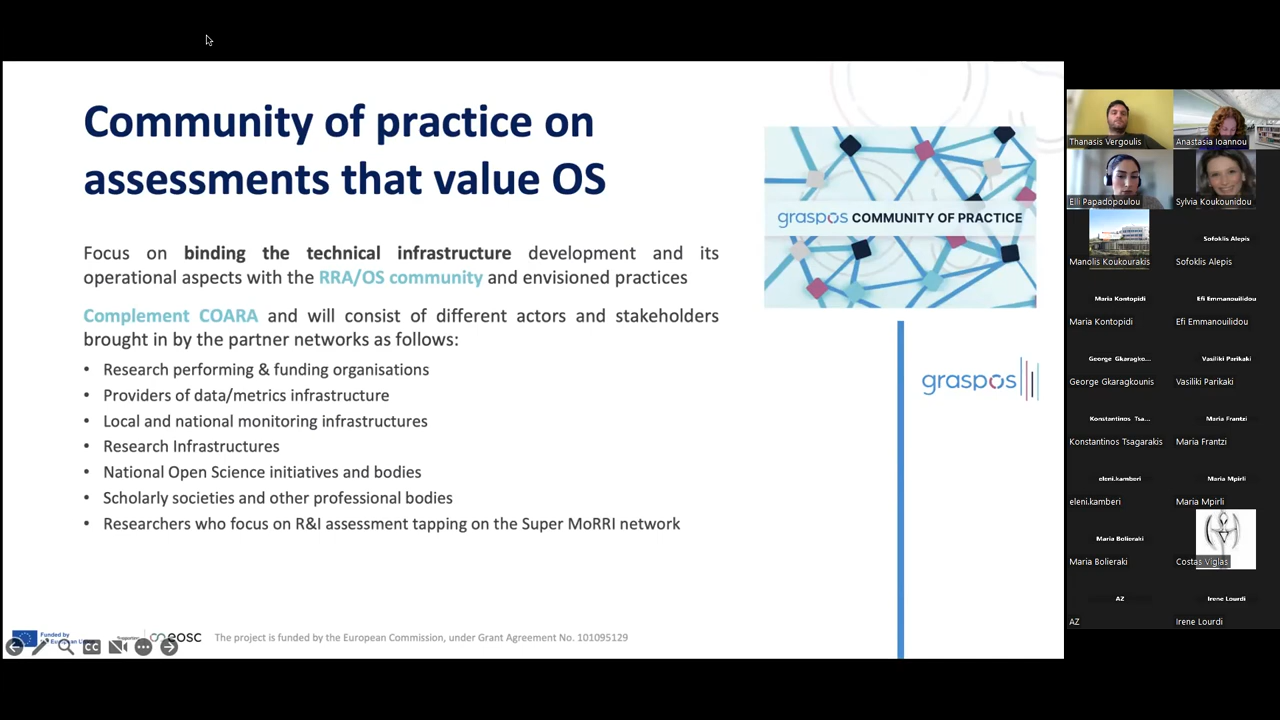 Community of practice on
assessments that value OS
Focus on binding the technical infrastructure development and its
operational aspects with the RRA/OS community and envisioned practices
Complement COARA and will consist of different actors and stakeholders
brought in by the partner networks as follows:
• Research performing & funding organisations
• Providers of data/metrics infrastructure
• Local and national monitoring infrastructures
• Research Infrastructures
• National Open Science initiatives and bodies
• Scholarly societies and other professional bodies
• Researchers who focus on R&I assessment tapping on the Super MoRRI network
graspos COMMUNITY OF PRACTICE
graspos
Funded by
eosc
The project is funded by the European Commission, under Grant Agreement No. 101095129
CC
Thanasis Vergoulis
Anastasia Ioannou
Elli Papadopoulou
Sylvia Koukounidou
Manolis Koukourakis
Sofoklis Alepis
Sofoklis Alepis
Maria Kontopidi
Maria Kontopidi
Efi Emmanouilidou
Efi Emmanouilidou
George Gkaragko...
George Gkaragkounis
Vasiliki Parikaki
Vasiliki Parikaki
Konstantinos Tsa...
Konstantinos Tsagarakis
Maria Frantzi
Maria Frantzi
eleni.kamberi
eleni.kamberi
Maria Mpirli
Maria Mpirli
Maria Bolieraki
Maria Bolieraki
Costas Viglas
AZ
AZ
Irene Lourdi
Irene Lourdi